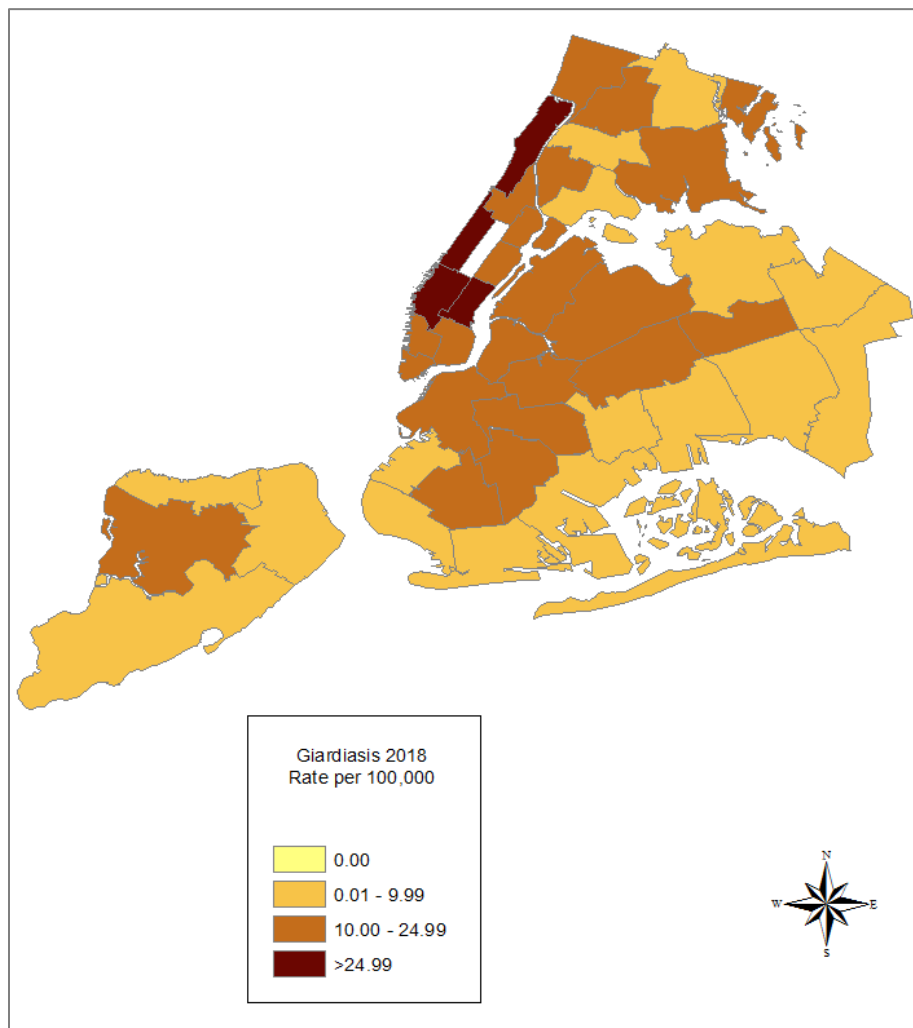 Giardiasis 2018
Rate per 100,000
0.00
0.01 - 9.99
10.00 - 24.99
>24.99
N
W E
S